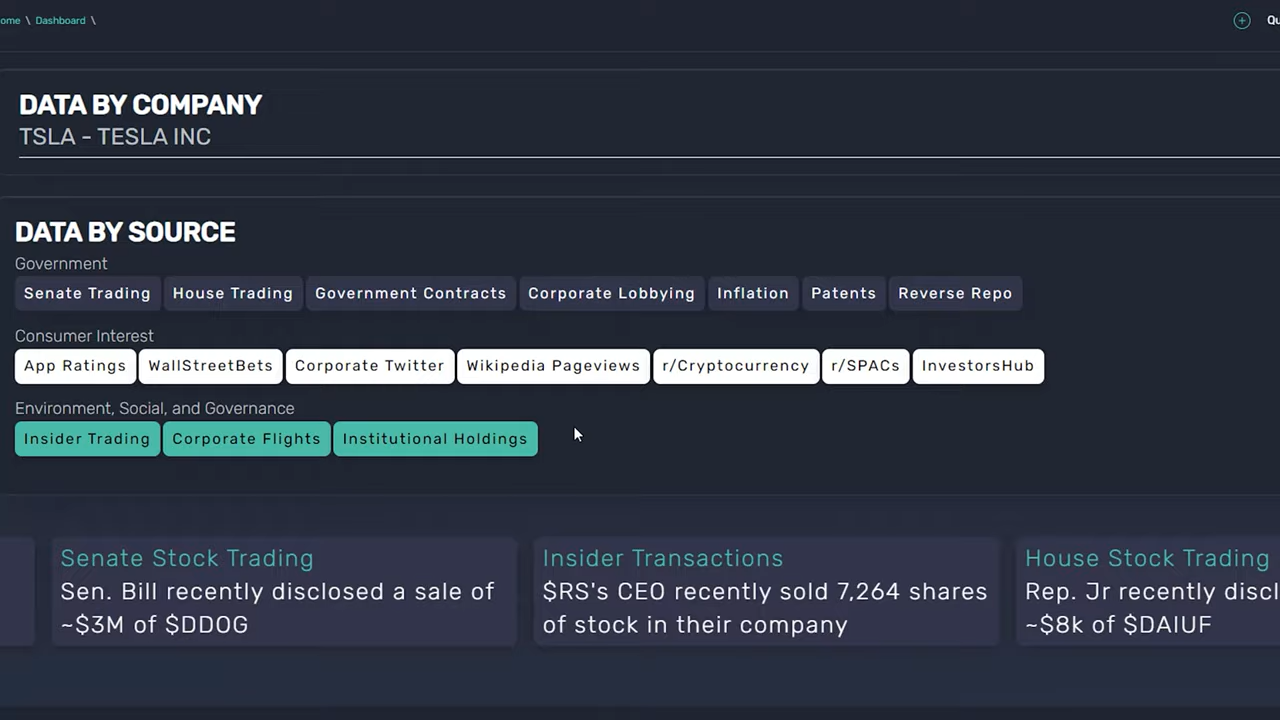 ome \ Dashboard \
Qu
DATA BY COMPANY
TSLA - TESLA INC
DATA BY SOURCE
Government
Senate Trading House Trading Government Contracts Corporate Lobbying Inflation Patents Reverse Repo
Consumer Interest
App Ratings WallStreetBets Corporate Twitter Wikipedia Pageviews r/Cryptocurrency r/SPACs InvestorsHub
Environment, Social, and Governance
Insider Trading Corporate Flights Institutional Holdings
Senate Stock Trading
Sen. Bill recently disclosed a sale of
~$3M of $DDOG
Insider Transactions
$RS's CEO recently sold 7,264 shares
of stock in their company
House Stock Trading
Rep. Jr recently discl
~$8k of $DAIUF